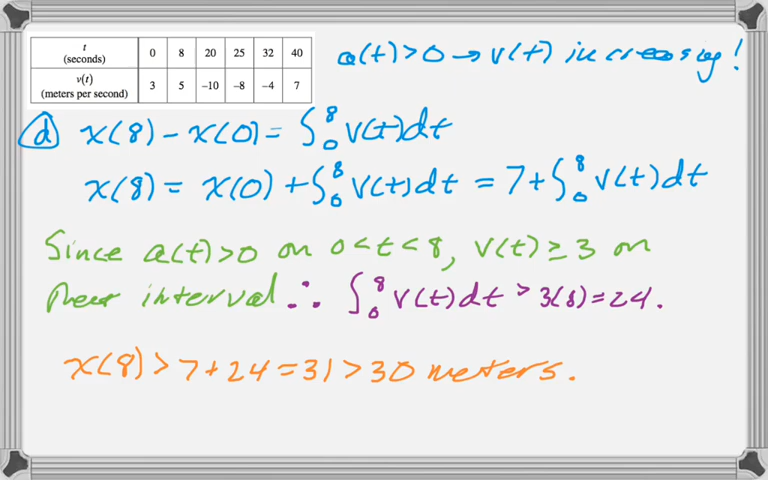 t (seconds) 0 8 20 25 32 40
v(t) (meters per second) 3 5 −10 −8 −4 7
a(t)>0 → v(t) increasing!
(d) x(8) − x(0) = ∫₀⁸ v(t)dt
x(8) = x(0) + ∫₀⁸ v(t)dt = 7 + ∫₀⁸ v(t)dt
Since a(t)>0 on 0<t<8, v(t) ≥ 3 on
that interval ∴ ∫₀⁸ v(t)dt > 3(8) = 24.
x(8) > 7 + 24 = 31 > 30 meters.